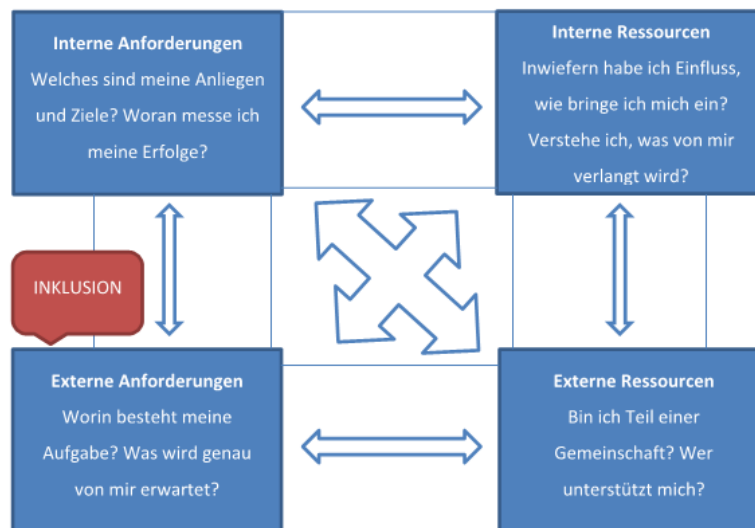 Interne Anforderungen
Welches sind meine Anliegen
und Ziele? Woran messe ich
meine Erfolge?
Interne Ressourcen
Inwiefern habe ich Einfluss,
wie bringe ich mich ein?
Verstehe ich, was von mir
verlangt wird?
INKLUSION
Externe Anforderungen
Worin besteht meine
Aufgabe? Was wird genau
von mir erwartet?
Externe Ressourcen
Bin ich Teil einer
Gemeinschaft? Wer
unterstützt mich?